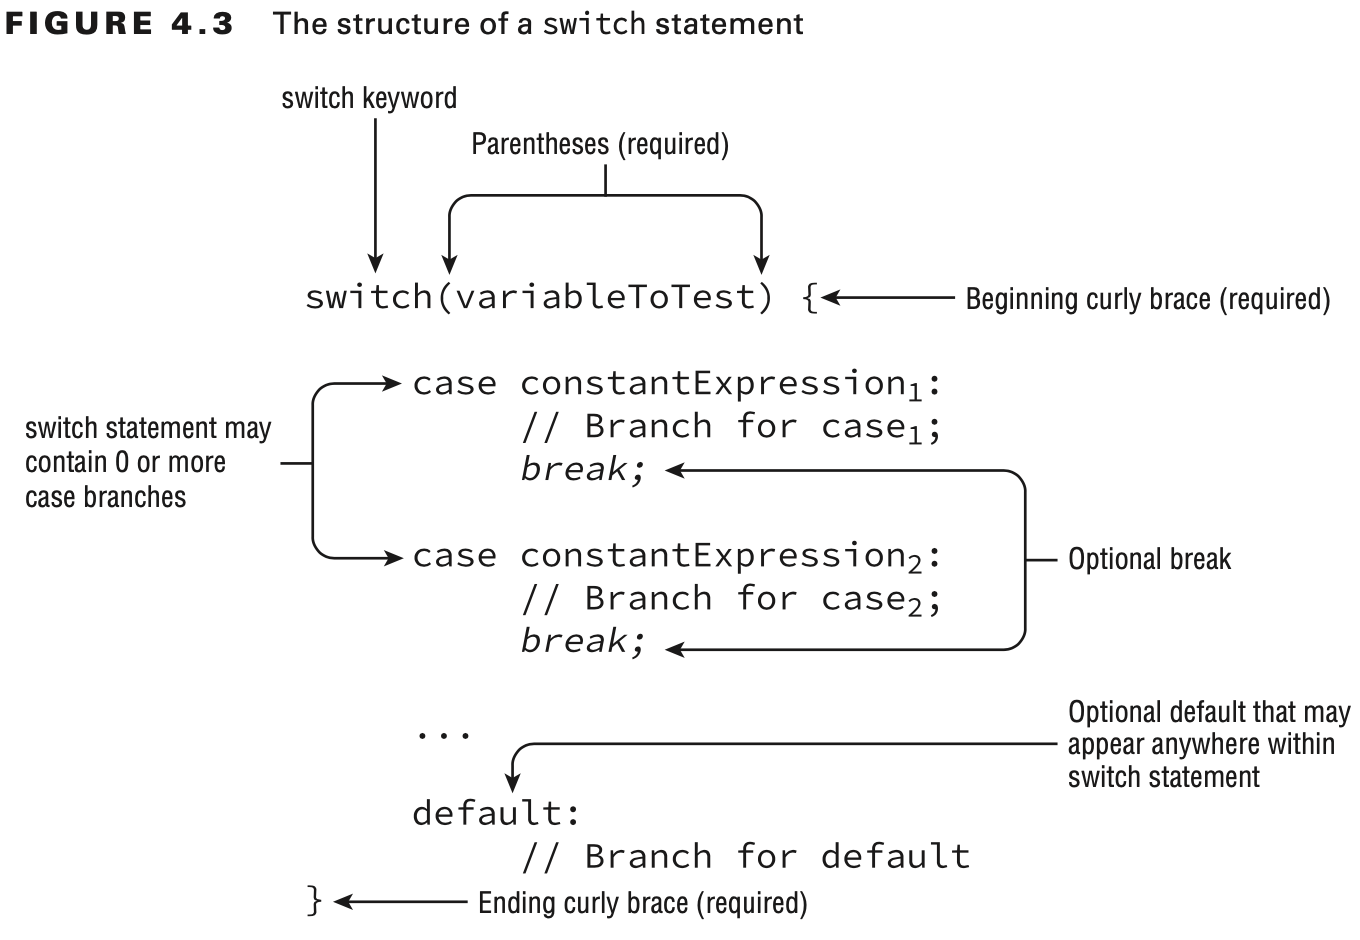 FIGURE 4.3 The structure of a switch statement
switch keyword
Parentheses (required)
switch(variableToTest) {
Beginning curly brace (required)
case constantExpression₁:
// Branch for case₁;
break;
switch statement may
contain 0 or more
case branches
case constantExpression₂:
// Branch for case₂;
break;
Optional break
...
Optional default that may
appear anywhere within
switch statement
default:
// Branch for default
}
Ending curly brace (required)